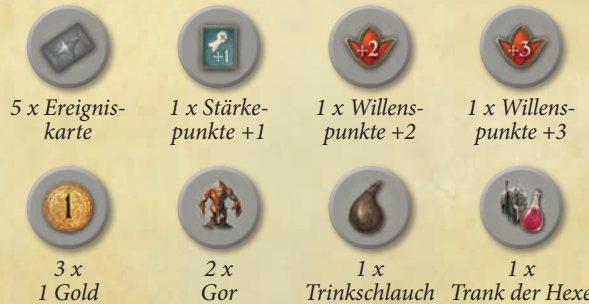 +1
+2
+3
5 x Ereignis-
karte
1 x Stärke-
punkte +1
1 x Willens-
punkte +2
1 x Willens-
punkte +3
1
3 x
1 Gold
2 x
Gor
1 x
Trinkschlauch
1 x
Trank der Hexe